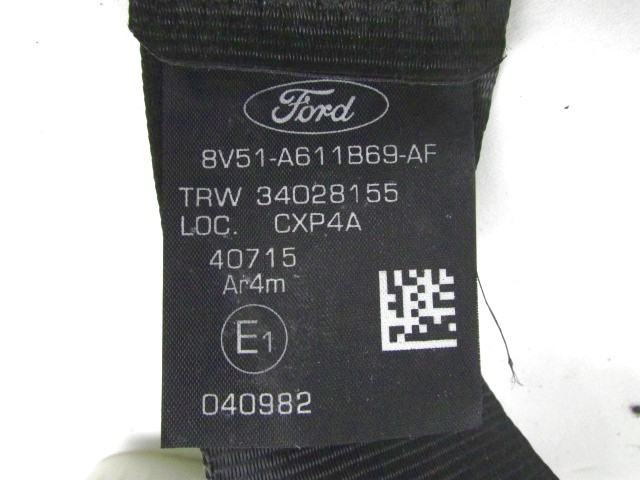 Ford
8V51-A611B69-AF
TRW 34028155
LOC. CXP4A
40715
Ar4m
E1
040982